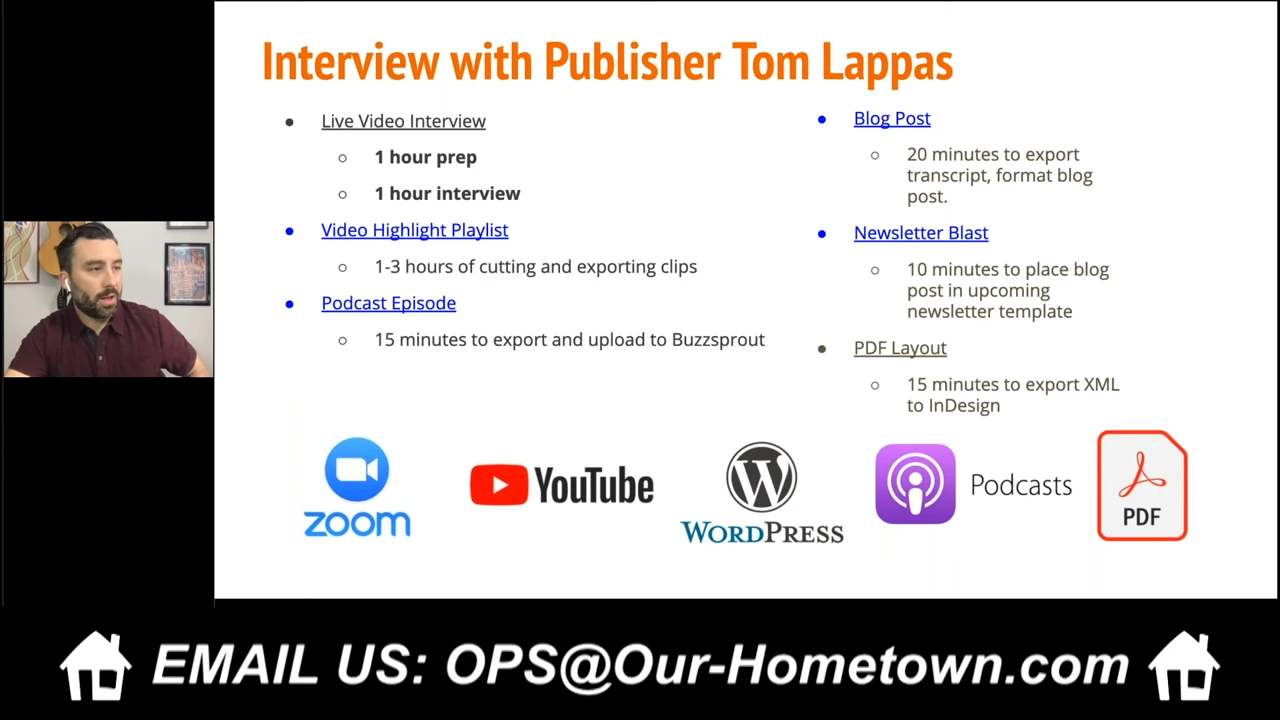 Interview with Publisher Tom Lappas
Live Video Interview
1 hour prep
1 hour interview
Video Highlight Playlist
1-3 hours of cutting and exporting clips
Podcast Episode
15 minutes to export and upload to Buzzsprout
Blog Post
20 minutes to export
transcript, format blog
post.
Newsletter Blast
10 minutes to place blog
post in upcoming
newsletter template
PDF Layout
15 minutes to export XML
to InDesign
zoom
YouTube
WORDPRESS
Podcasts
PDF
EMAIL US: OPS@Our-Hometown.com